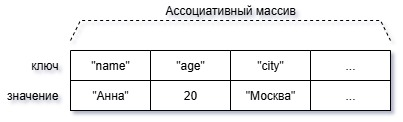 Ассоциативный массив
ключ "name" "age" "city" ...
значение "Анна" 20 "Москва" ...